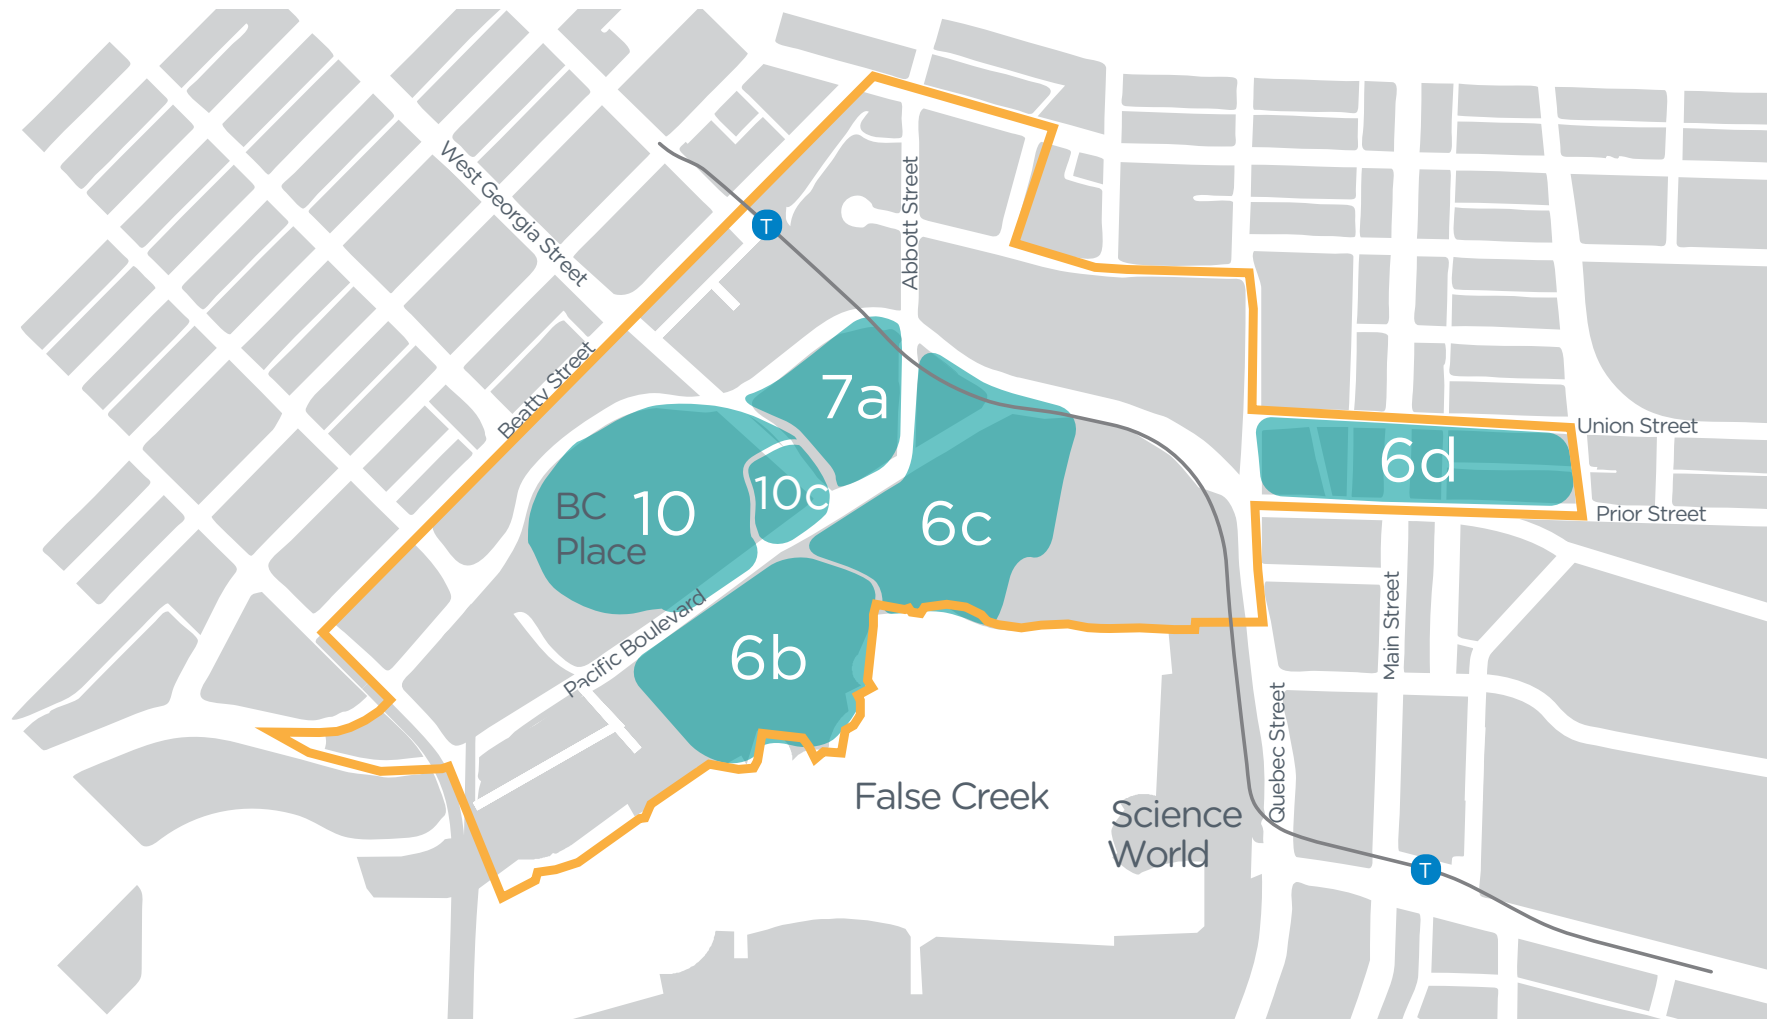 West Georgia Street
T
Abbott Street
Beatty Street
7a
Union Street
6d
10c
BC
Place
10
6c
Prior Street
Pacific Boulevard
Main Street
6b
Quebec Street
False Creek
Science
World
T